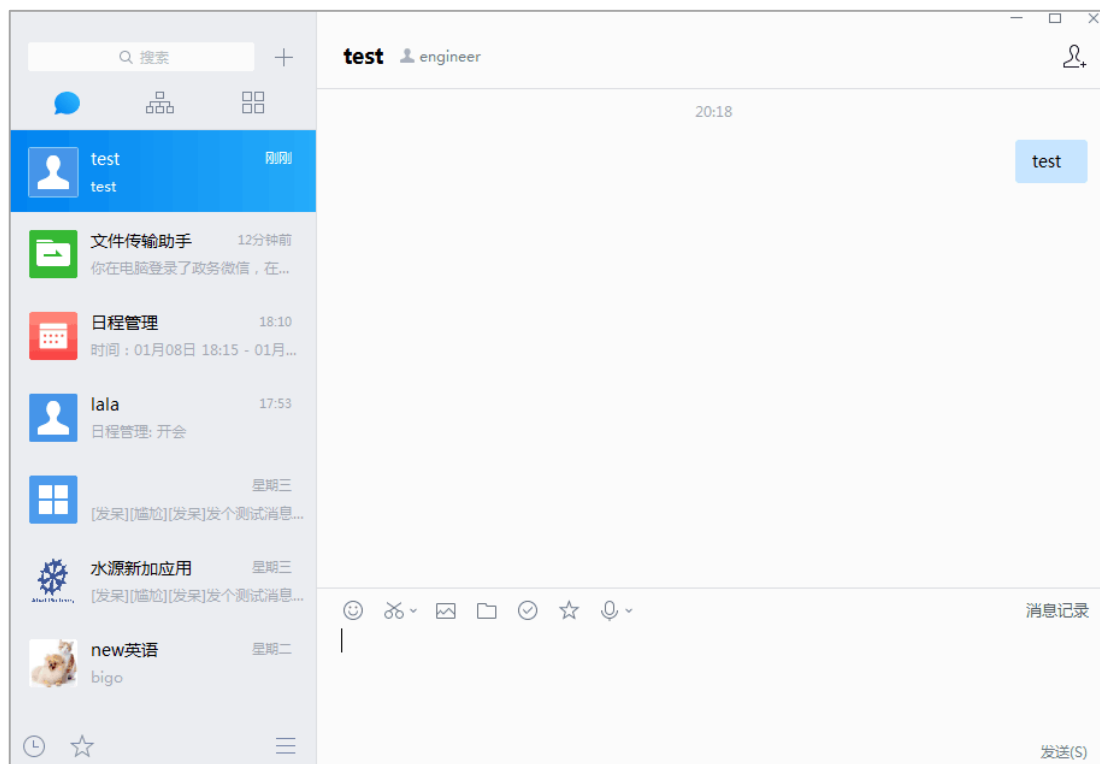 搜索
test
刚刚
test
文件传输助手
12分钟前
你在电脑登录了政务微信，在...
日程管理
18:10
时间：01月08日 18:15 - 01月...
lala
17:53
日程管理; 开会
星期三
[发呆][尴尬][发呆]发个测试消息...
水源新加应用
星期三
[发呆][尴尬][发呆]发个测试消息...
new英语
星期二
bigo
test engineer
20:18
test
消息记录
发送(S)